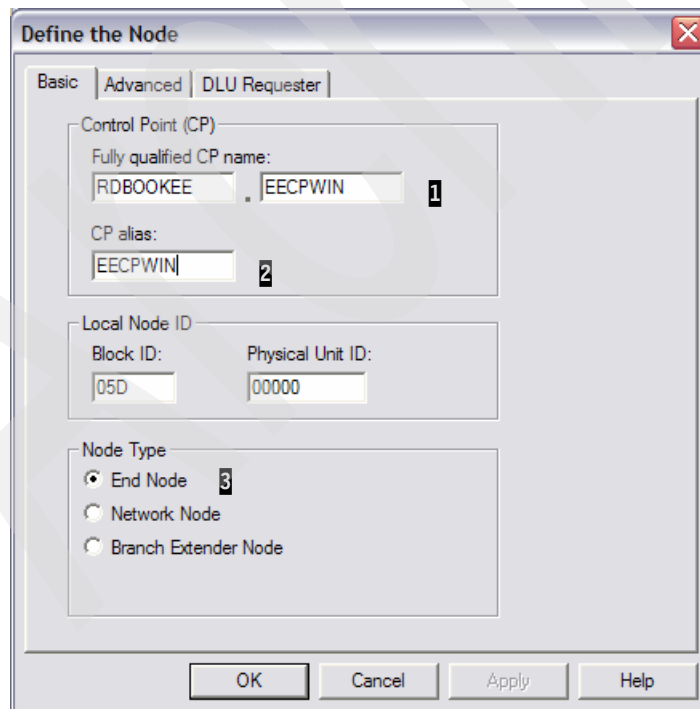 Define the Node
Basic Advanced DLU Requester
Control Point (CP)
Fully qualified CP name:
RDBOOKEE . EECPWIN 1
CP alias:
EECPWIN 2
Local Node ID
Block ID: Physical Unit ID:
05D 00000
Node Type
End Node 3
Network Node
Branch Extender Node
OK Cancel Apply Help